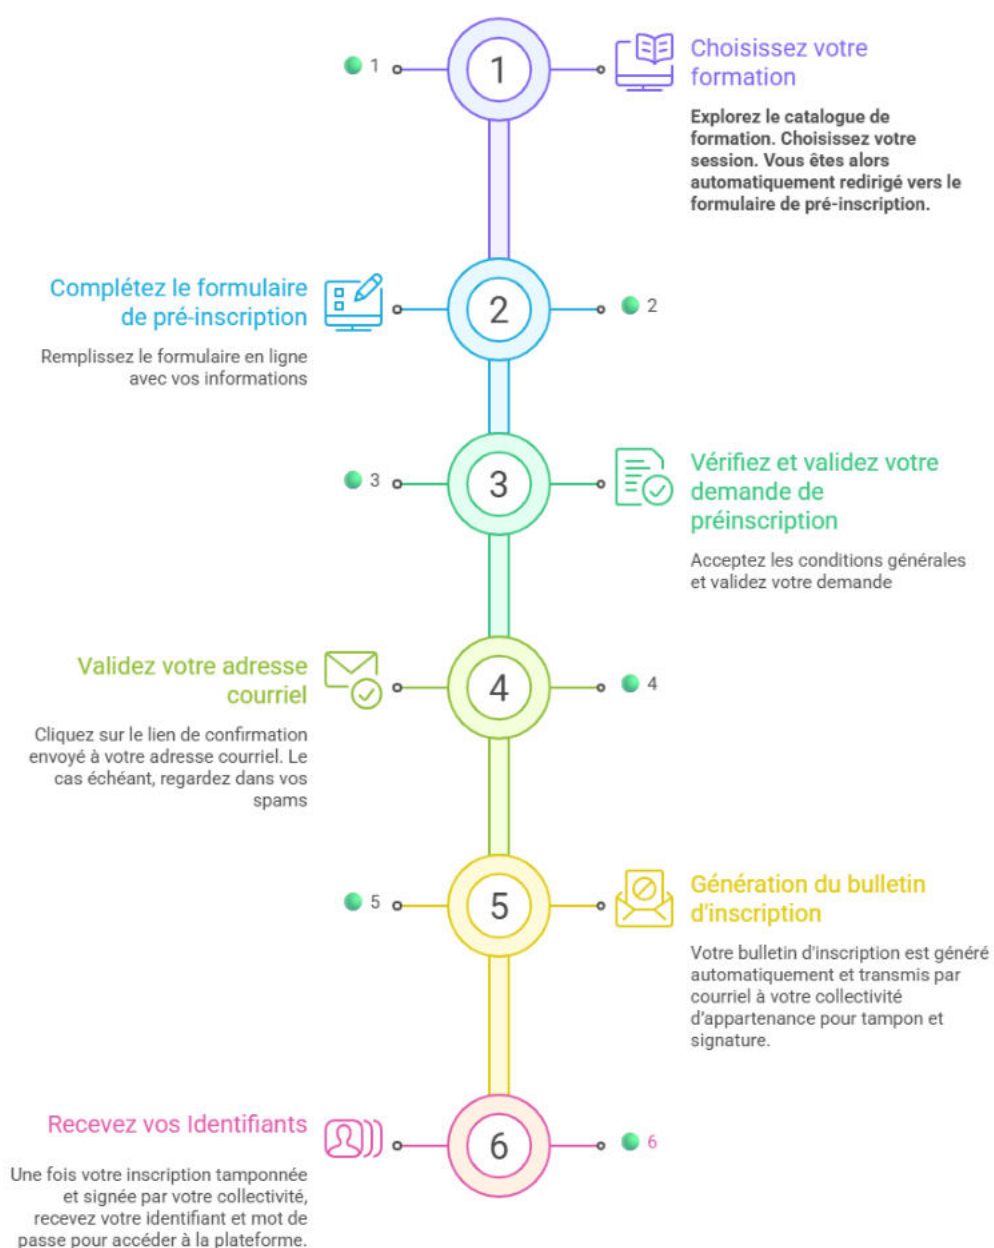 1
1
Choisissez votre
formation
Explorez le catalogue de
formation. Choisissez votre
session. Vous êtes alors
automatiquement redirigé vers le
formulaire de pré-inscription.
Complétez le formulaire
de pré-inscription
Remplissez le formulaire en ligne
avec vos informations
2
2
3
3
Vérifiez et validez votre
demande de
préinscription
Acceptez les conditions générales
et validez votre demande
Validez votre adresse
courriel
Cliquez sur le lien de confirmation
envoyé à votre adresse courriel. Le
cas échéant, regardez dans vos
spams
4
4
5
5
Génération du bulletin
d'inscription
Votre bulletin d'inscription est généré
automatiquement et transmis par
courriel à votre collectivité
d'appartenance pour tampon et
signature.
Recevez vos Identifiants
Une fois votre inscription tamponnée
et signée par votre collectivité,
recevez votre identifiant et mot de
passe pour accéder à la plateforme.
6
6